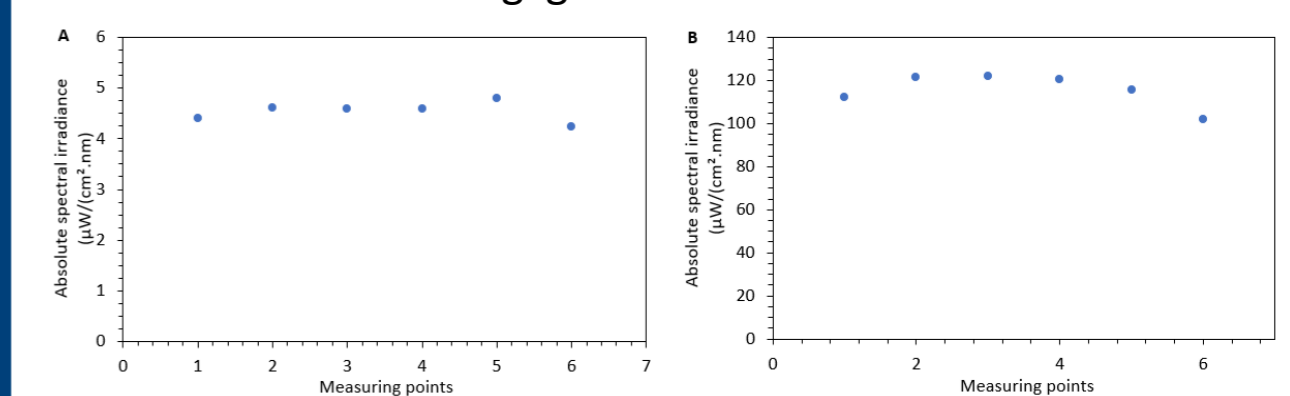 A
6
5
4
3
2
1
0
Absolute spectral irradiance
(µW/(cm².nm)
0 1 2 3 4 5 6 7
Measuring points
B
140
120
100
80
60
40
20
0
Absolute spectral irradiance
(µW/(cm².nm)
0 2 4 6
Measuring points